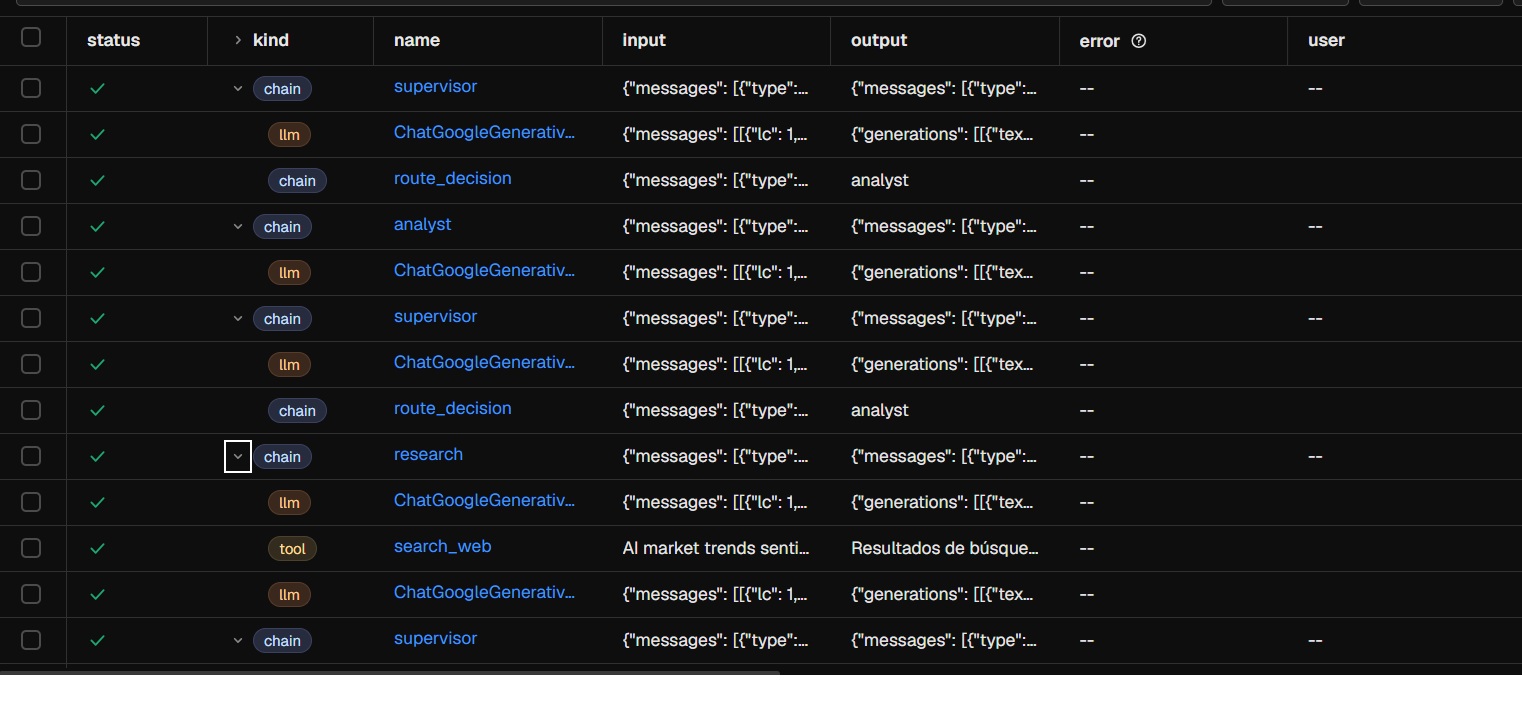 status kind name input output error user
chain supervisor {"messages": [{"type":... {"messages": [{"type":... -- --
llm ChatGoogleGenerativ... {"messages": [[{"lc": 1,... {"generations": [[{"tex... --
chain route_decision {"messages": [{"type":... analyst --
chain analyst {"messages": [{"type":... {"messages": [{"type":... -- --
llm ChatGoogleGenerativ... {"messages": [[{"lc": 1,... {"generations": [[{"tex... --
chain supervisor {"messages": [{"type":... {"messages": [{"type":... -- --
llm ChatGoogleGenerativ... {"messages": [[{"lc": 1,... {"generations": [[{"tex... --
chain route_decision {"messages": [{"type":... analyst --
chain research {"messages": [{"type":... {"messages": [{"type":... -- --
llm ChatGoogleGenerativ... {"messages": [[{"lc": 1,... {"generations": [[{"tex... --
tool search_web AI market trends senti... Resultados de búsque... --
llm ChatGoogleGenerativ... {"messages": [[{"lc": 1,... {"generations": [[{"tex... --
chain supervisor {"messages": [{"type":... {"messages": [{"type":... -- --